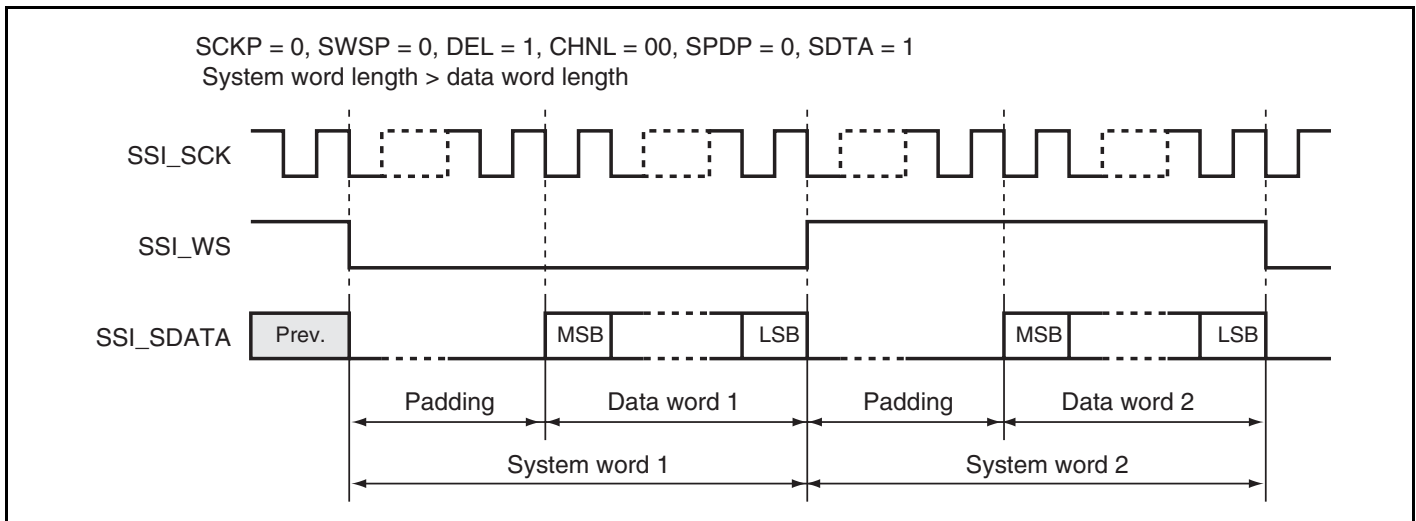 SCKP = 0, SWSP = 0, DEL = 1, CHNL = 00, SPDP = 0, SDTA = 1
System word length > data word length
SSI_SCK
SSI_WS
SSI_SDATA
Prev.
MSB
LSB
MSB
LSB
Padding
Data word 1
Padding
Data word 2
System word 1
System word 2